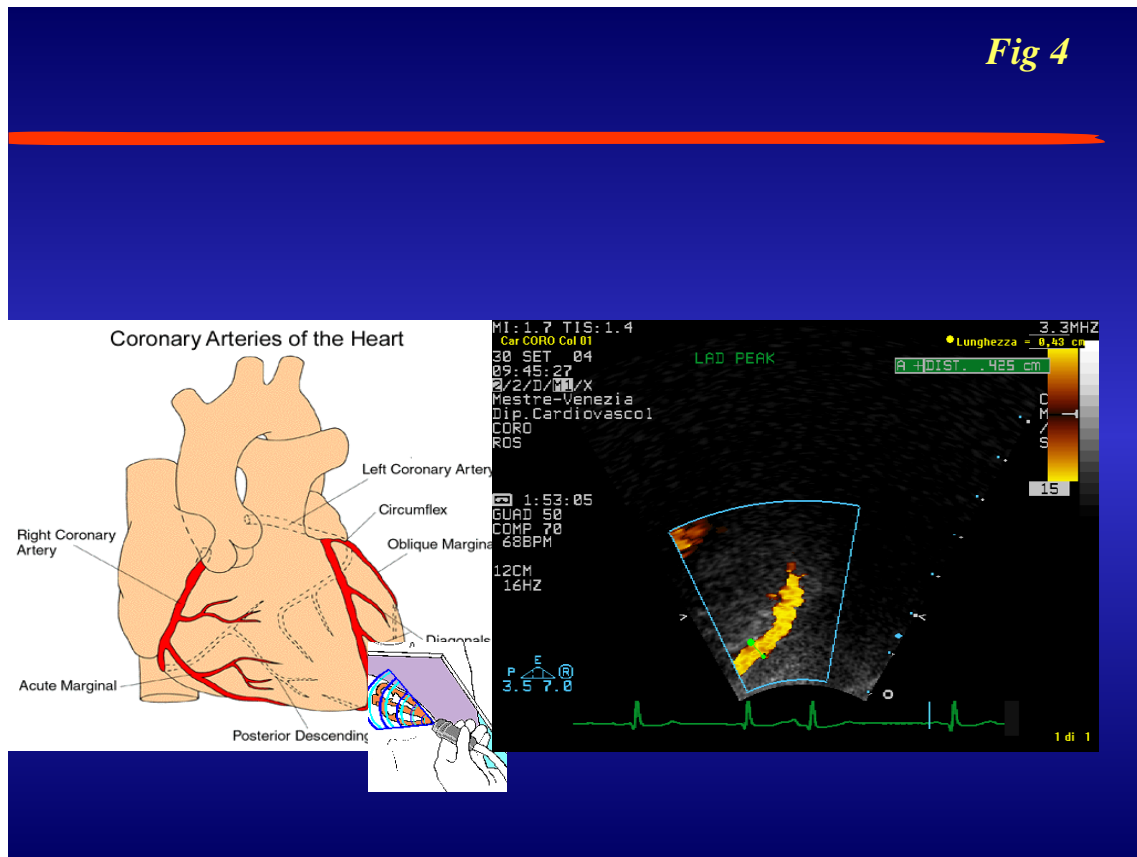 Fig 4
Coronary Arteries of the Heart
Left Coronary Artery
Circumflex
Right Coronary
Artery
Oblique Margina
Diagonals
Acute Marginal
Posterior Descending
MI:1.7 TIS:1.4
3.3MHZ
Car CORO Col 01
Lunghezza = 0,43 cm
30 SET 04
LAD PEAK
A +DIST. .425 cm
09:45:27
2/2/D/M1/X
Mestre-Venezia
C
Dip.Cardiovascol
M
CORO
/
ROS
S
15
1:53:05
GUAD 50
COMP 70
68BPM
12CM
16HZ
P E R
3.5 7.0
1 di 1